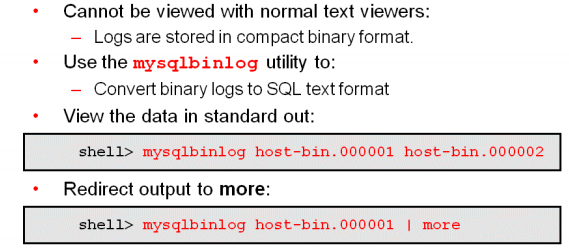 • Cannot be viewed with normal text viewers:
– Logs are stored in compact binary format.
• Use the mysqlbinlog utility to:
– Convert binary logs to SQL text format
• View the data in standard out:
shell> mysqlbinlog host-bin.000001 host-bin.000002
• Redirect output to more:
shell> mysqlbinlog host-bin.000001 | more